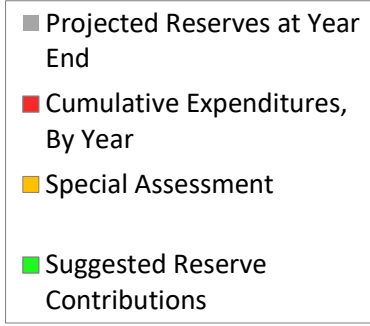 Projected Reserves at Year
End
Cumulative Expenditures,
By Year
Special Assessment
Suggested Reserve
Contributions